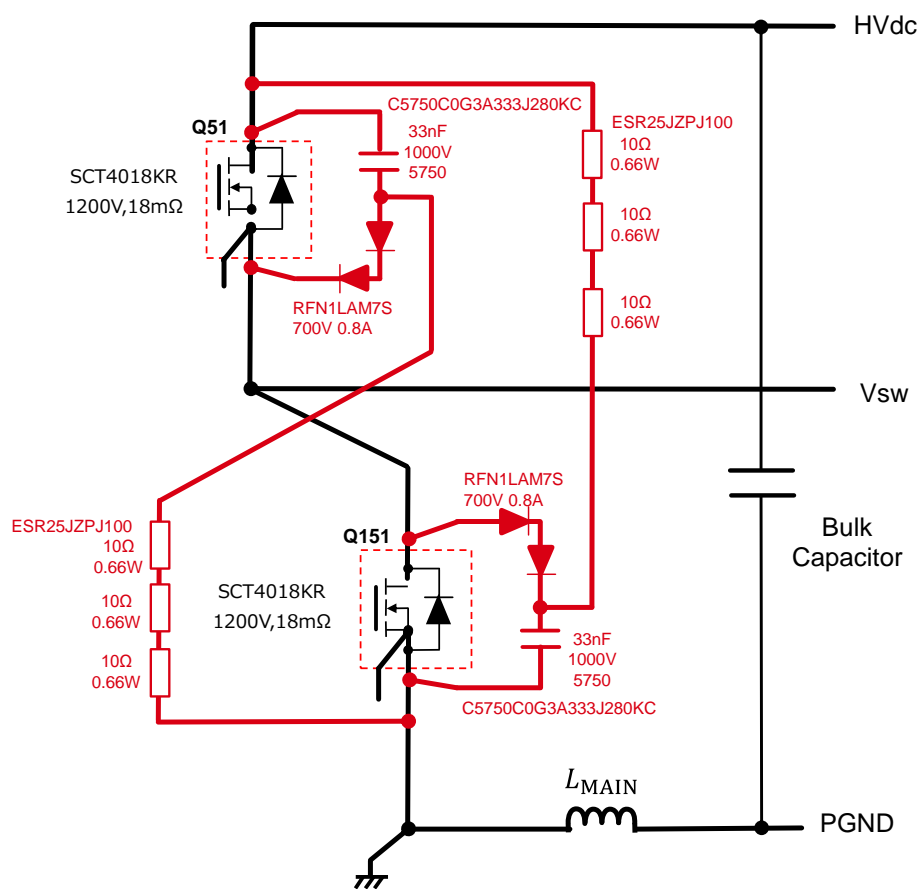 HVdc
C5750C0G3A333J280KC
Q51
33nF
1000V
5750
ESR25JZPJ100
10Ω
0.66W
SCT4018KR
1200V,18mΩ
10Ω
0.66W
RFN1LAM7S
700V 0.8A
10Ω
0.66W
Vsw
RFN1LAM7S
700V 0.8A
ESR25JZPJ100
10Ω
0.66W
Q151
Bulk
Capacitor
SCT4018KR
1200V,18mΩ
10Ω
0.66W
33nF
1000V
5750
10Ω
0.66W
C5750C0G3A333J280KC
LMAIN
PGND